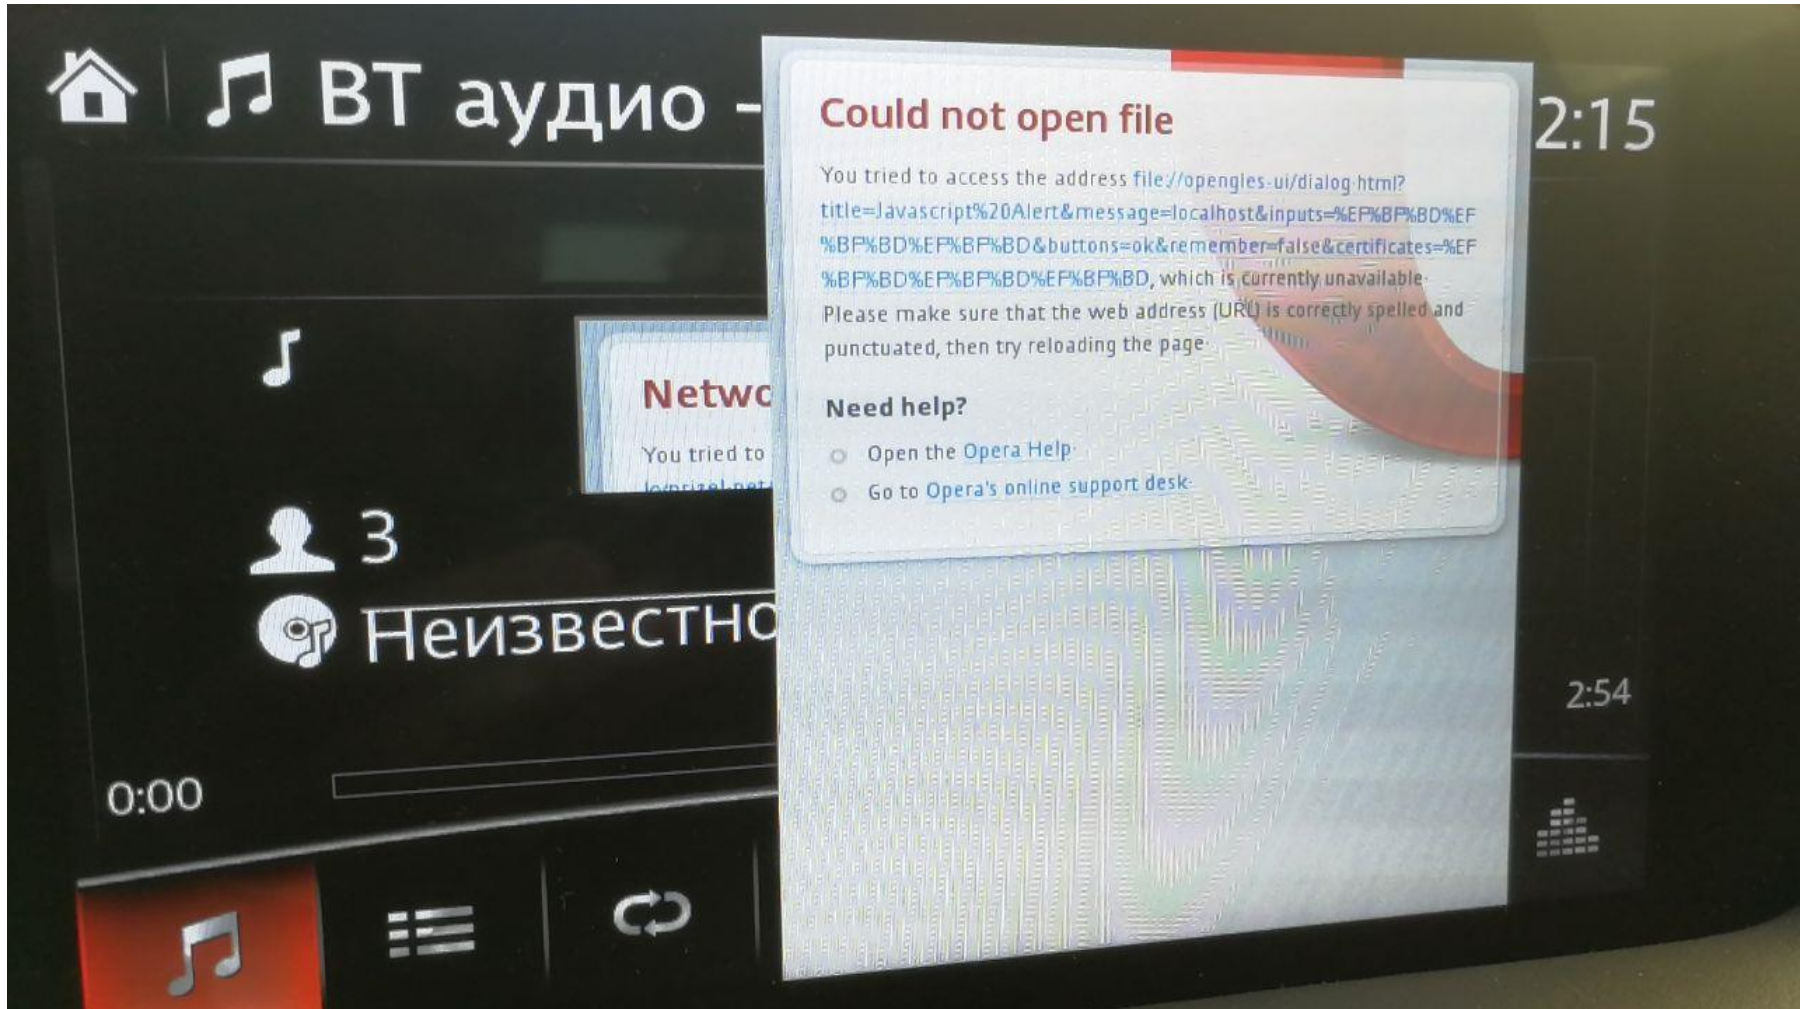 ВТ аудио -
2:15
Could not open file
You tried to access the address file://opengles-ui/dialog.html?
title=Javascript%20Alert&message=localhost&inputs=%EF%BF%BD%EF
%BF%BD%EF%BF%BD&buttons=ok&remember=false&certificates=%EF
%BF%BD%EF%BF%BD%EF%BF%BD, which is currently unavailable.
Please make sure that the web address (URL) is correctly spelled and
punctuated, then try reloading the page.
Need help?
Open the Opera Help.
Go to Opera's online support desk.
Netwo
You tried to
3
Неизвестно
2:54
0:00